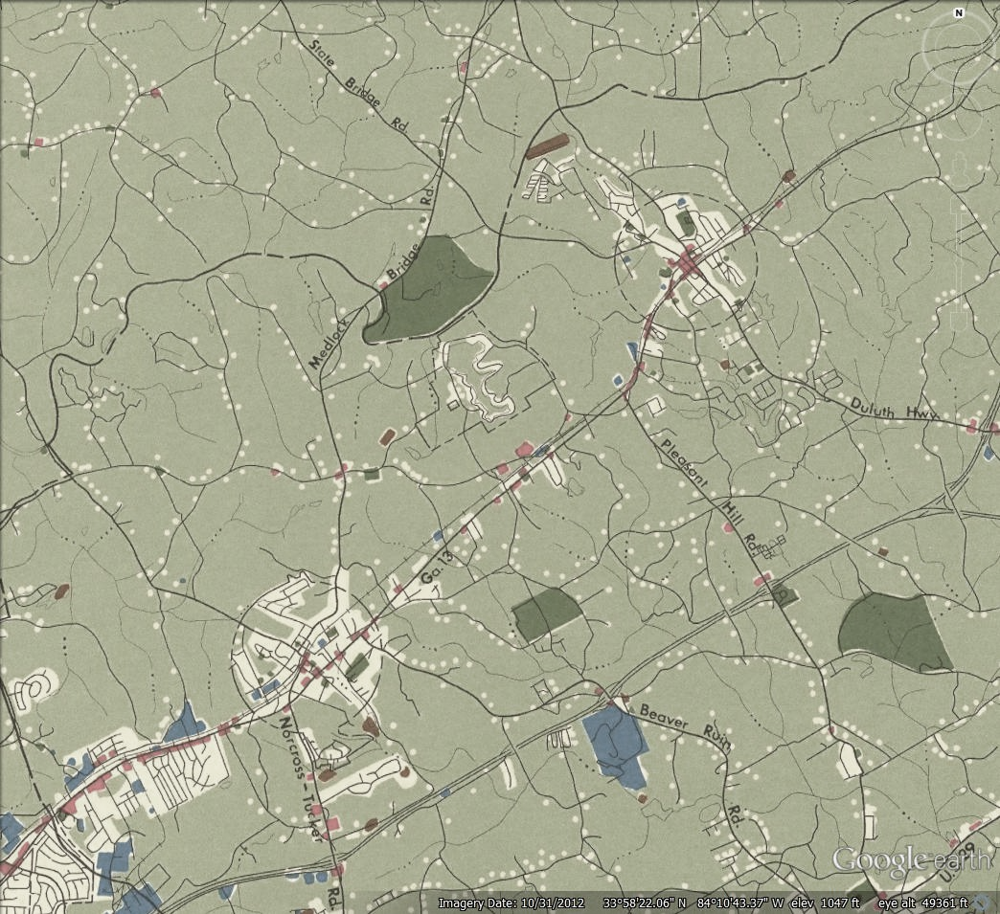 N
State Bridge Rd.
Medlock Bridge Rd.
Duluth Hwy
Pleasant Hill Rd.
Ga. 13
Beaver Ruin Rd.
Norcross - Tucker Rd.
Google earth
Imagery Date: 10/31/2012 33°58'22.06" N 84°10'43.37" W elev 1047 ft eye alt 49361 ft